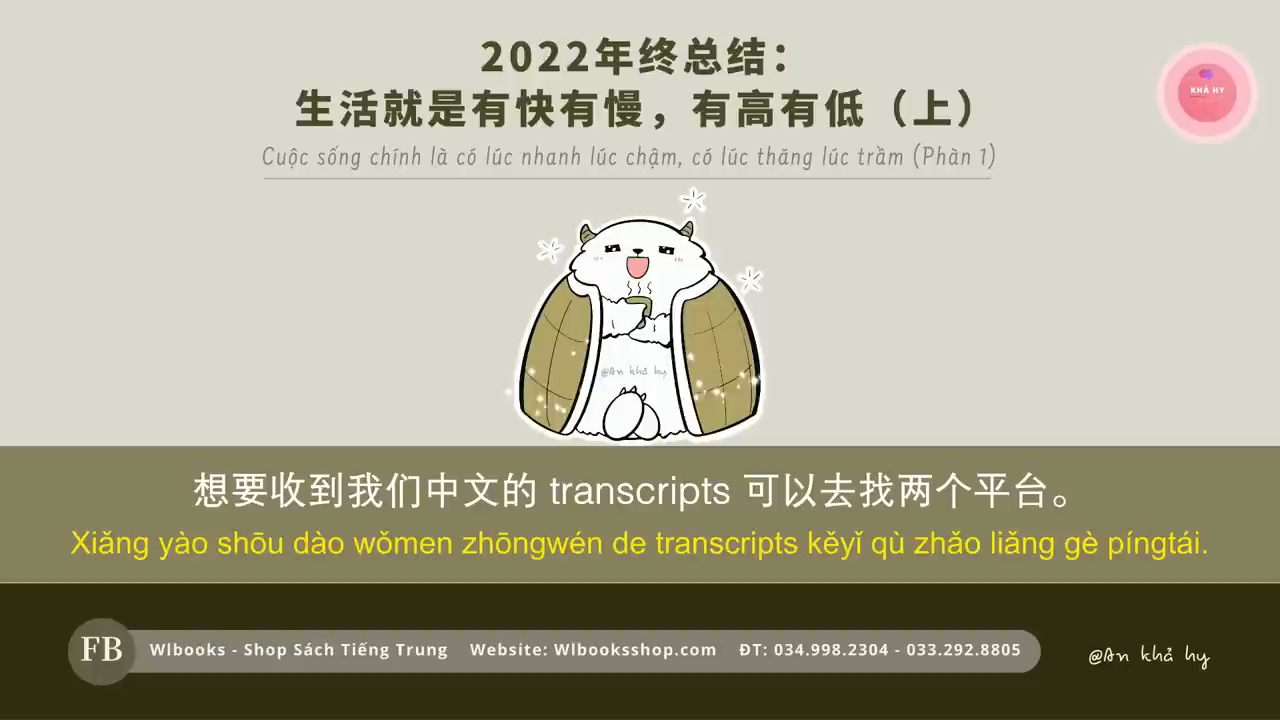 2022年终总结：
生活就是有快有慢，有高有低（上）
Cuộc sống chính là có lúc nhanh lúc chậm, có lúc thăng lúc trầm (Phàn 1)
KHẢ HY
@An khả hy
想要收到我们中文的 transcripts 可以去找两个平台。
Xiǎng yào shōu dào wǒmen zhōngwén de transcripts kěyǐ qù zhǎo liǎng gè píngtái.
FB
Wlbooks - Shop Sách Tiếng Trung Website: Wlbooksshop.com ĐT: 034.998.2304 - 033.292.8805
@An khả hy